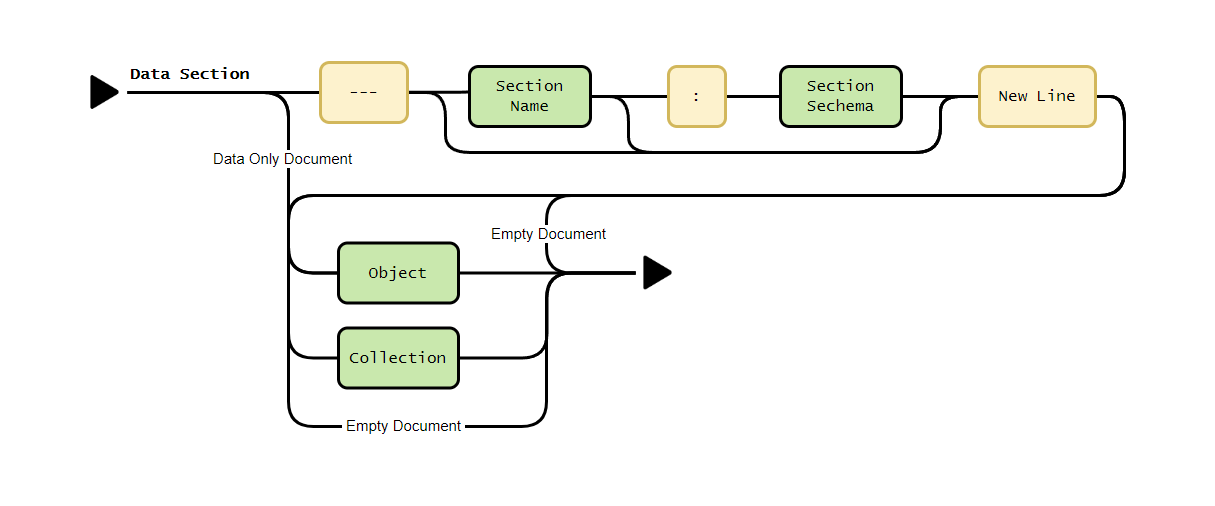 Data Section
---
Section
Name
:
Section
Sechema
New Line
Data Only Document
Empty Document
Object
Collection
Empty Document